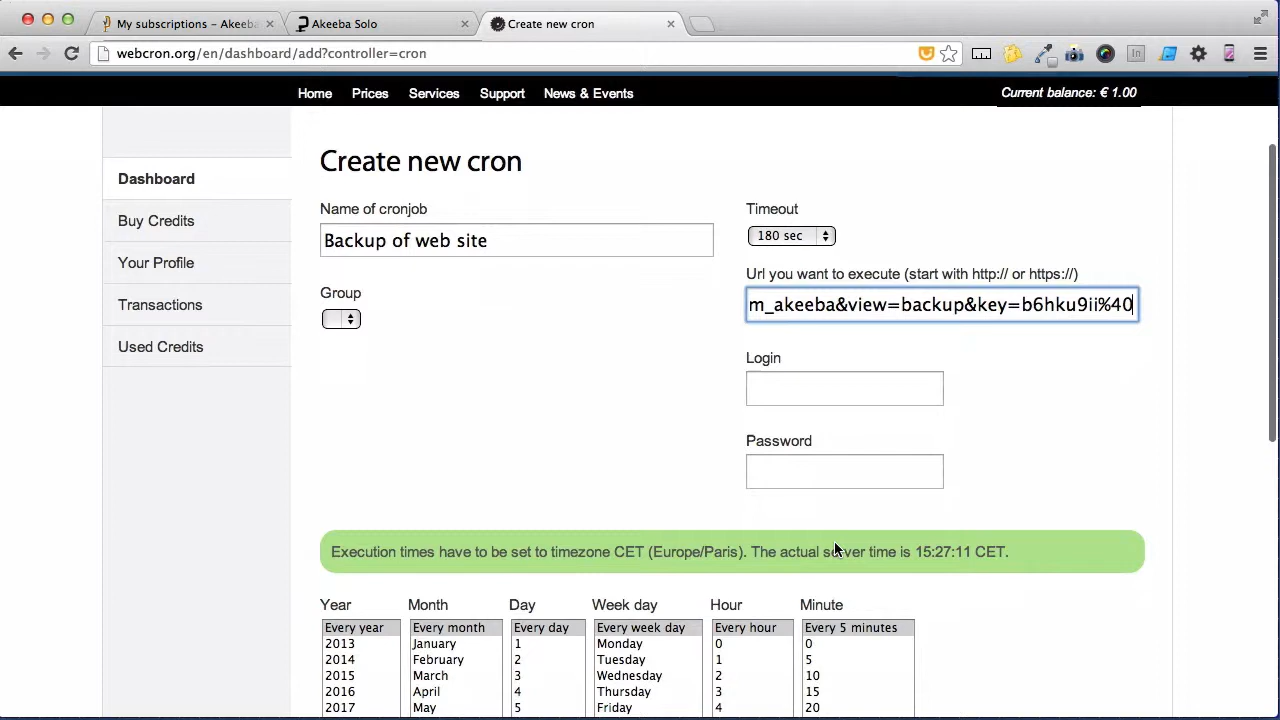 My subscriptions – Akeeba
Akeeba Solo
Create new cron
webcron.org/en/dashboard/add?controller=cron
Home
Prices
Services
Support
News & Events
Current balance: € 1.00
Dashboard
Buy Credits
Your Profile
Transactions
Used Credits
Create new cron
Name of cronjob
Backup of web site
Group
Timeout
180 sec
Url you want to execute (start with http:// or https://)
m_akeeba&view=backup&key=b6hku9ii%40
Login
Password
Execution times have to be set to timezone CET (Europe/Paris). The actual server time is 15:27:11 CET.
Year Month Day Week day Hour Minute
Every year Every month Every day Every week day Every hour Every 5 minutes
2013 January 1 Monday 0 0
2014 February 2 Tuesday 1 5
2015 March 3 Wednesday 2 10
2016 April 4 Thursday 3 15
2017 May 5 Friday 4 20